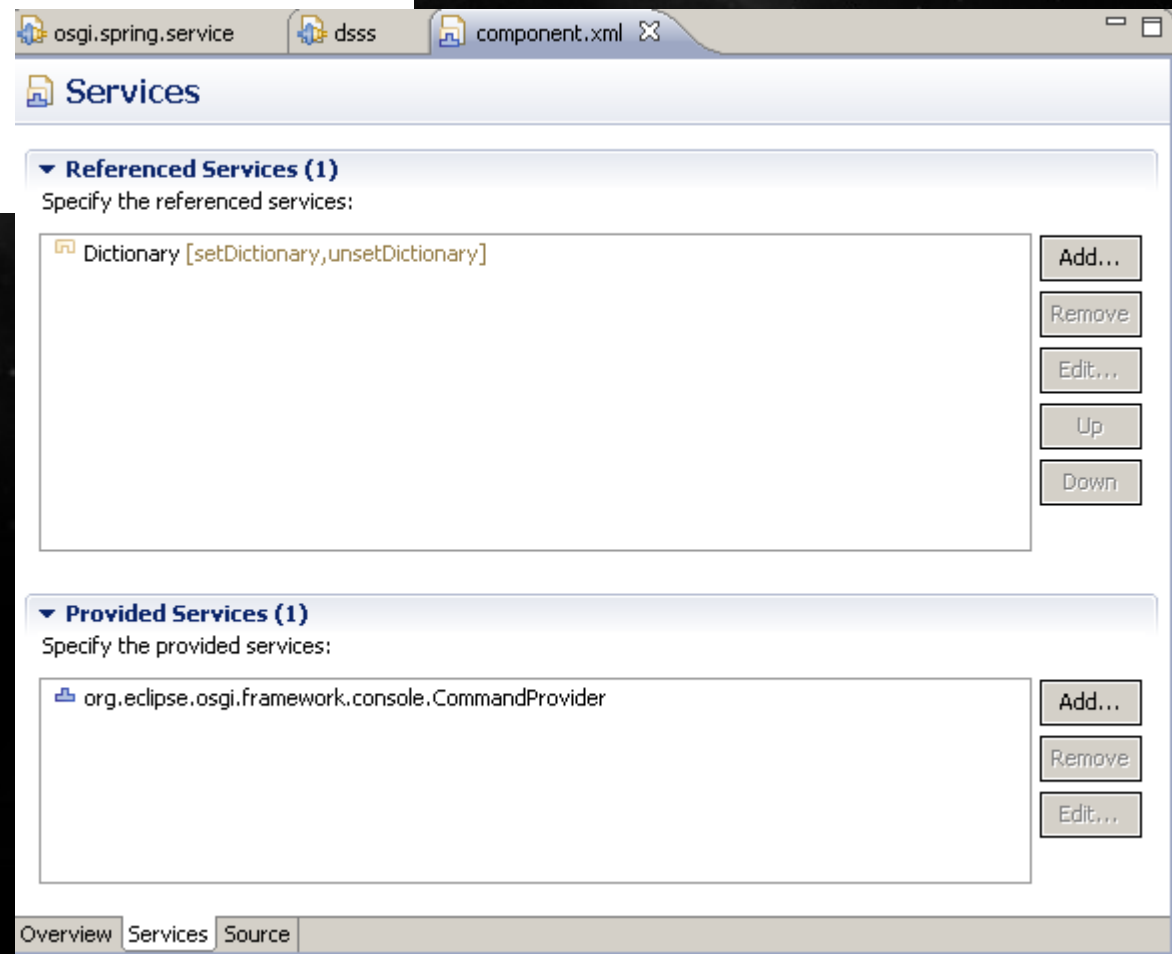 osgi.spring.service dsss component.xml
Services
Referenced Services (1)
Specify the referenced services:
Dictionary [setDictionary,unsetDictionary]
Add...
Remove
Edit...
Up
Down
Provided Services (1)
Specify the provided services:
org.eclipse.osgi.framework.console.CommandProvider
Add...
Remove
Edit...
Overview Services Source